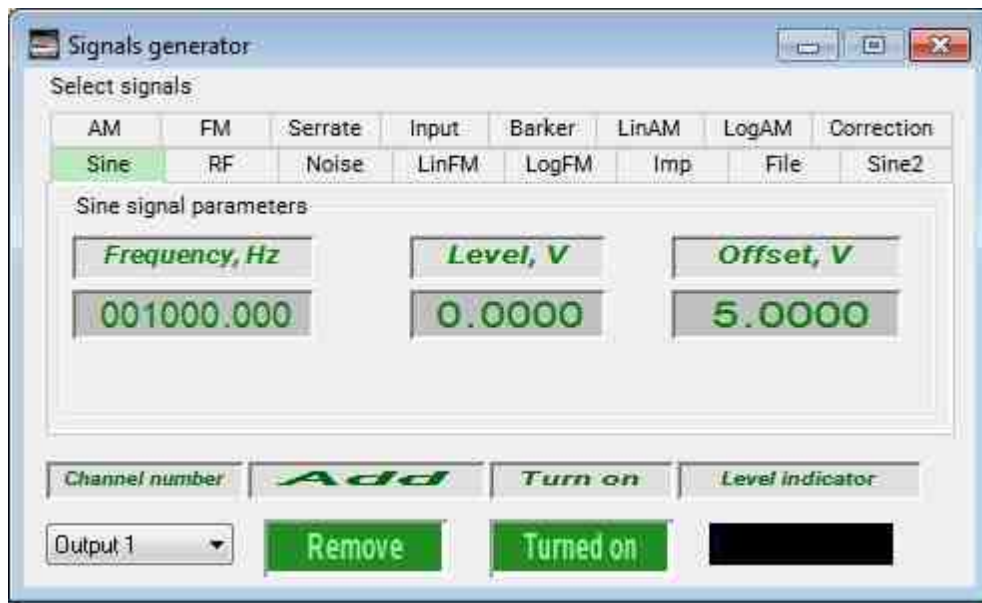 Signals generator
Select signals
AM FM Serrate Input Barker LinAM LogAM Correction
Sine RF Noise LinFM LogFM Imp File Sine2
Sine signal parameters
Frequency, Hz Level, V Offset, V
001000.000 0.0000 5.0000
Channel number Add Turn on Level indicator
Output 1 Remove Turned on